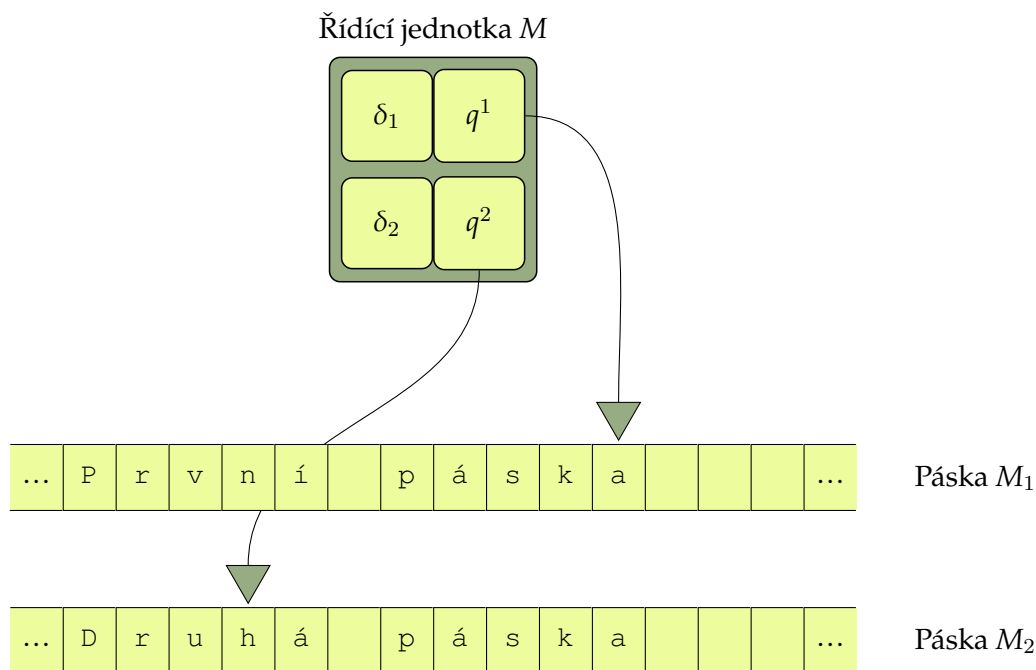 Řídící jednotka M
δ₁ q¹
δ₂ q²
... P r v n í p á s k a ... Páska M₁
... D r u h á p á s k a ... Páska M₂